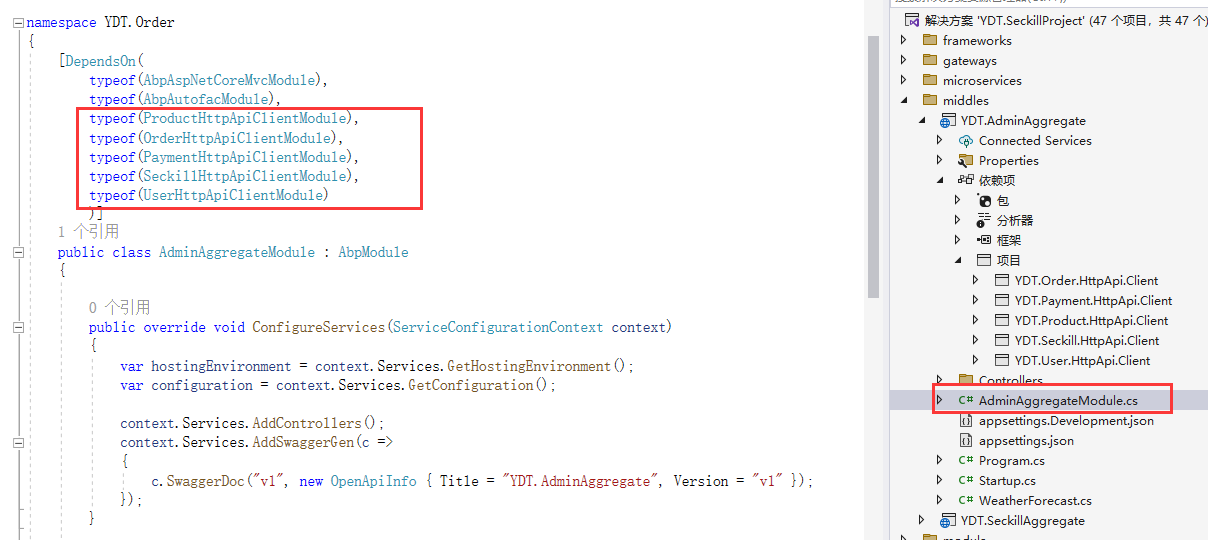 namespace YDT.Order
{
[DependsOn(
typeof(AbpAspNetCoreMvcModule),
typeof(AbpAutofacModule),
typeof(ProductHttpApiClientModule),
typeof(OrderHttpApiClientModule),
typeof(PaymentHttpApiClientModule),
typeof(SeckillHttpApiClientModule),
typeof(UserHttpApiClientModule)
)]
1 个引用
public class AdminAggregateModule : AbpModule
{
0 个引用
public override void ConfigureServices(ServiceConfigurationContext context)
{
var hostingEnvironment = context.Services.GetHostingEnvironment();
var configuration = context.Services.GetConfiguration();
context.Services.AddControllers();
context.Services.AddSwaggerGen(c =>
{
c.SwaggerDoc("v1", new OpenApiInfo { Title = "YDT.AdminAggregate", Version = "v1" });
});
}
解决方案 'YDT.SeckillProject' (47 个项目，共 47 个)
frameworks
gateways
microservices
middles
YDT.AdminAggregate
Connected Services
Properties
依赖项
包
分析器
框架
项目
YDT.Order.HttpApi.Client
YDT.Payment.HttpApi.Client
YDT.Product.HttpApi.Client
YDT.Seckill.HttpApi.Client
YDT.User.HttpApi.Client
Controllers
C# AdminAggregateModule.cs
appsettings.Development.json
appsettings.json
C# Program.cs
C# Startup.cs
C# WeatherForecast.cs
YDT.SeckillAggregate